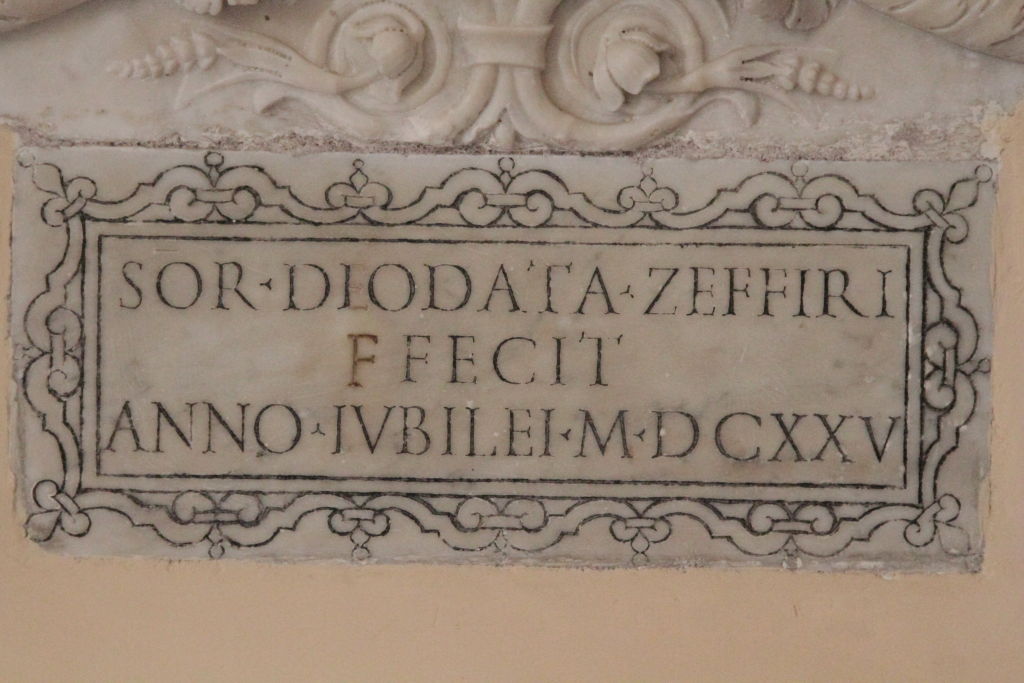 SOR·DIODATA·ZEFFIRI
F FECIT
ANNO·IVBILEI·M·DCXXV